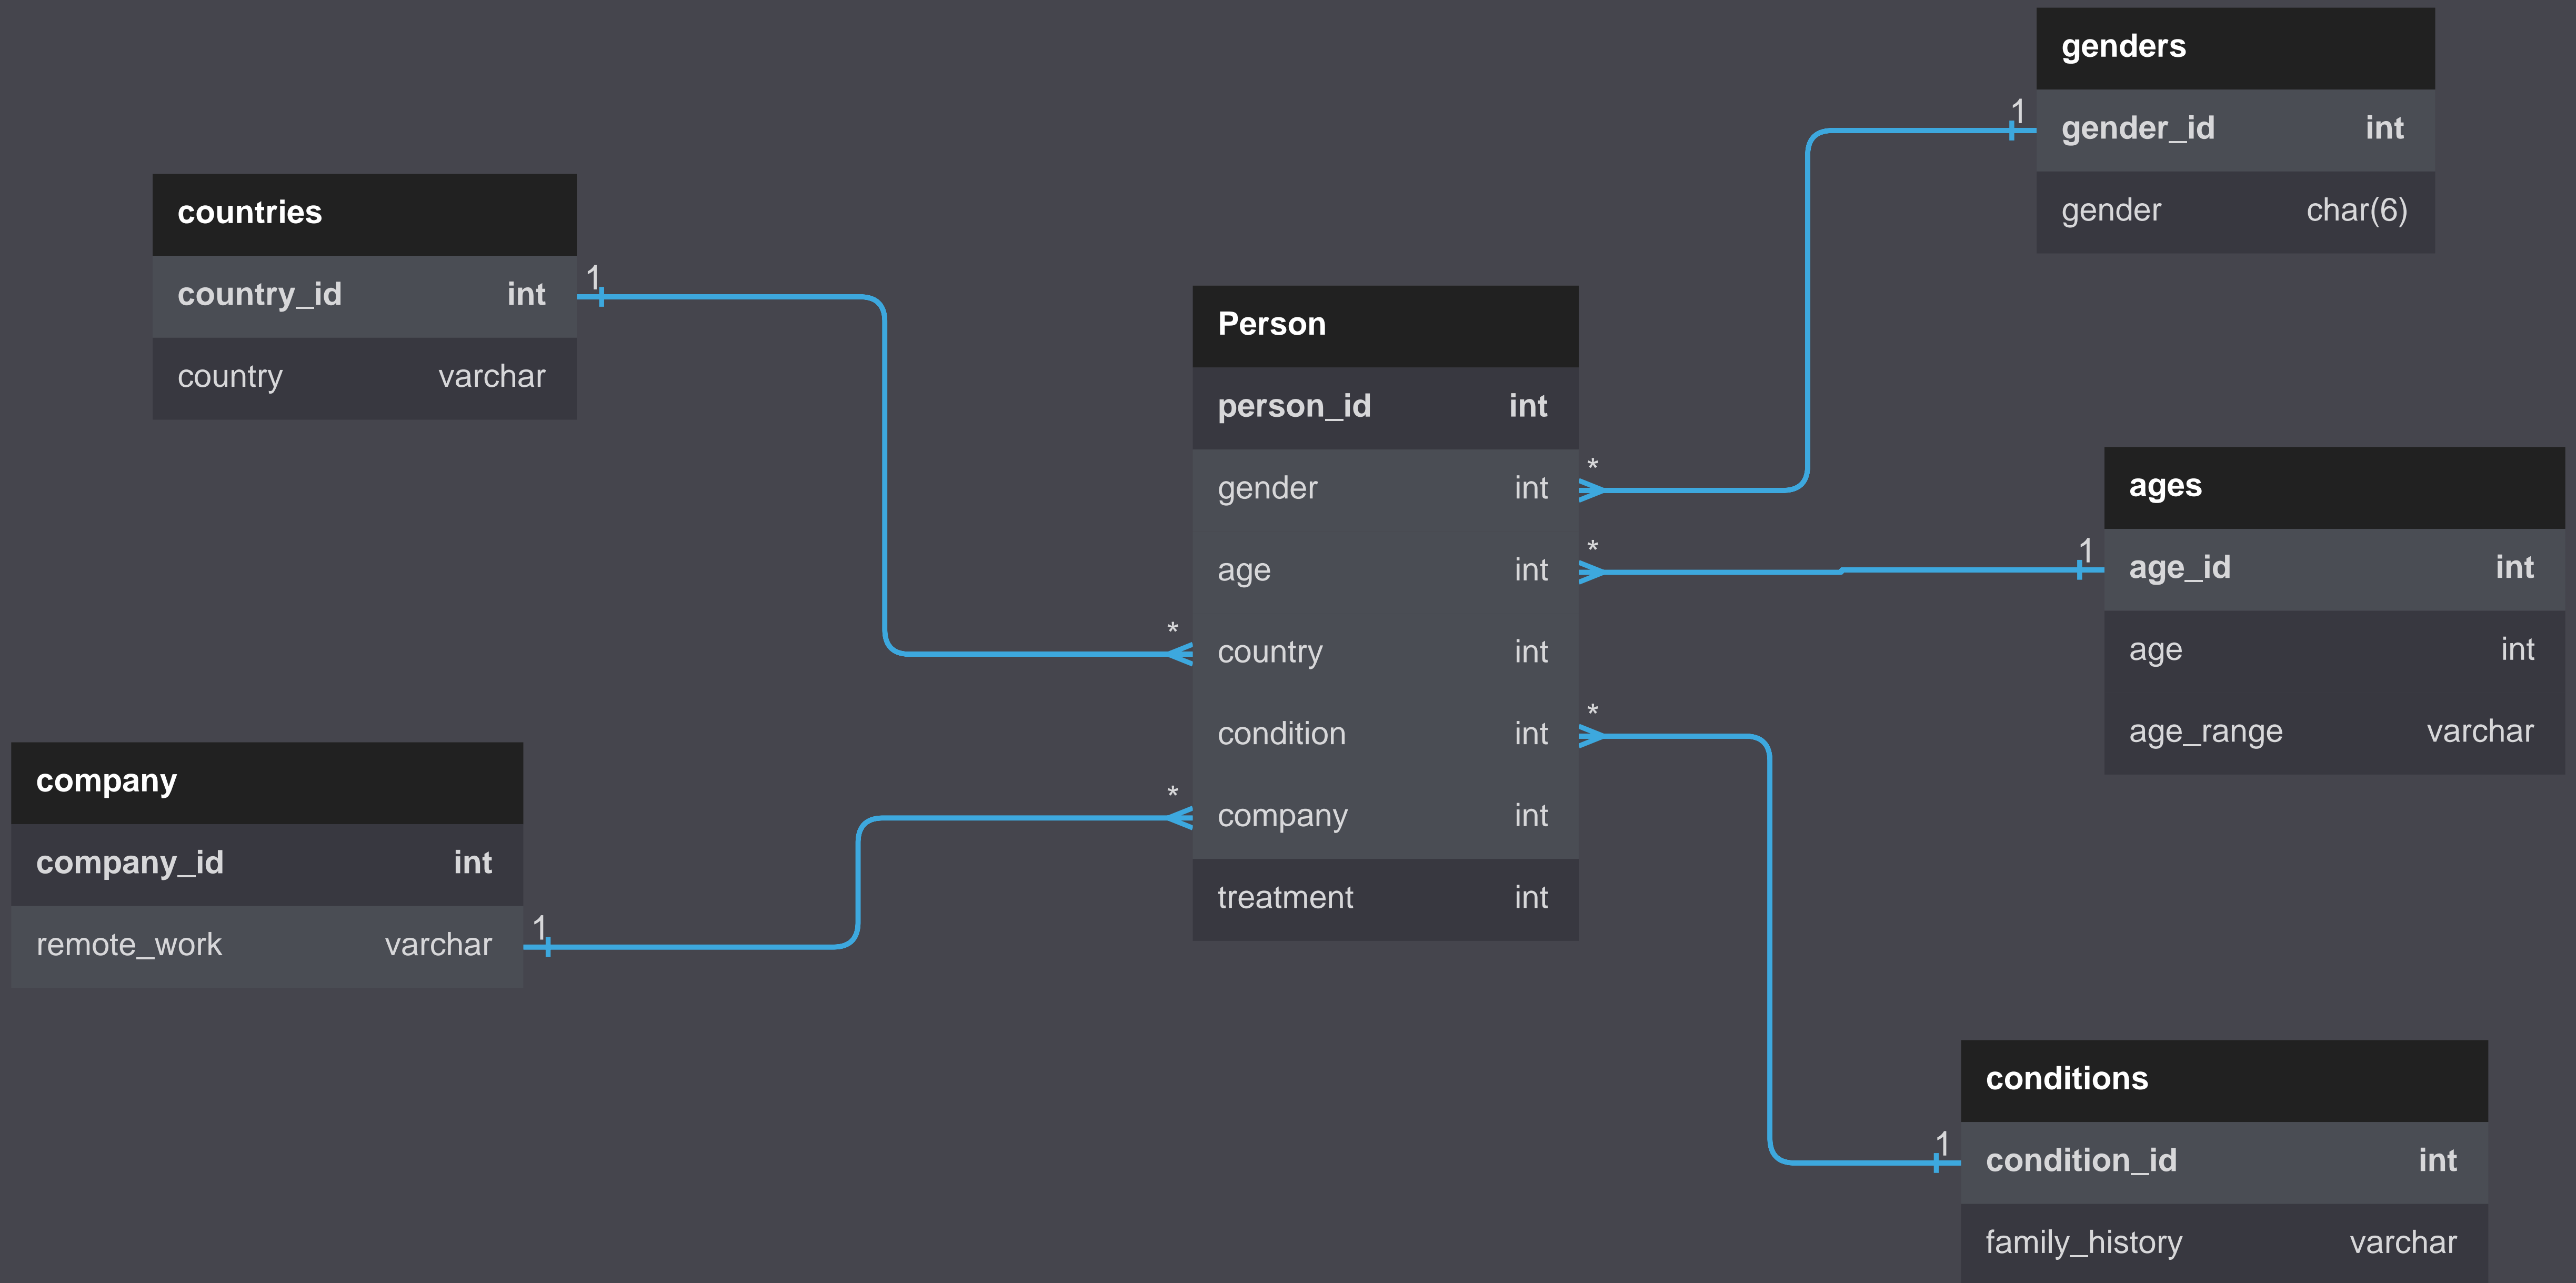 genders
gender_id int
gender char(6)
1
countries
country_id int
country varchar
1
Person
person_id int
gender int
age int
country int
condition int
company int
treatment int
*
*
*
*
*
ages
age_id int
age int
age_range varchar
1
company
company_id int
remote_work varchar
1
conditions
condition_id int
family_history varchar
1